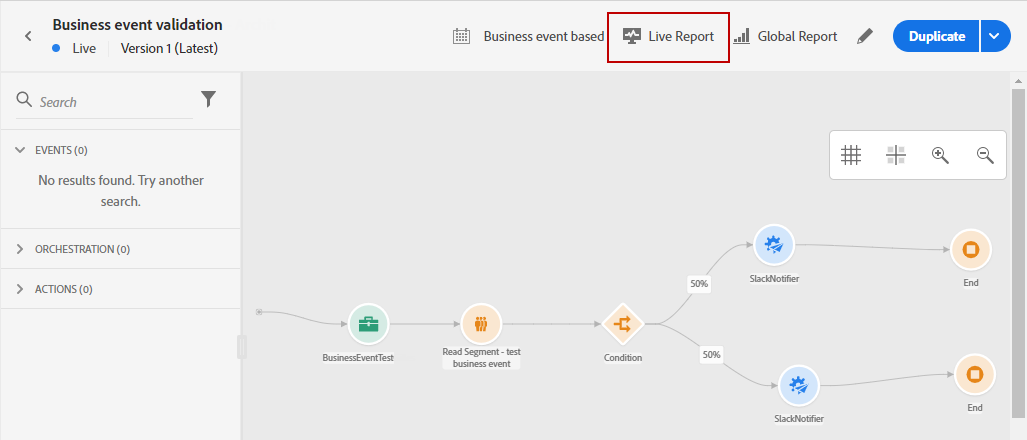 Business event validation
Live Version 1 (Latest)
Business event based
Live Report
Global Report
Duplicate
Search
EVENTS (0)
No results found. Try another
search.
ORCHESTRATION (0)
ACTIONS (0)
BusinessEventTest
Read Segment - test
business event
Condition
50%
SlackNotifier
End
50%
SlackNotifier
End